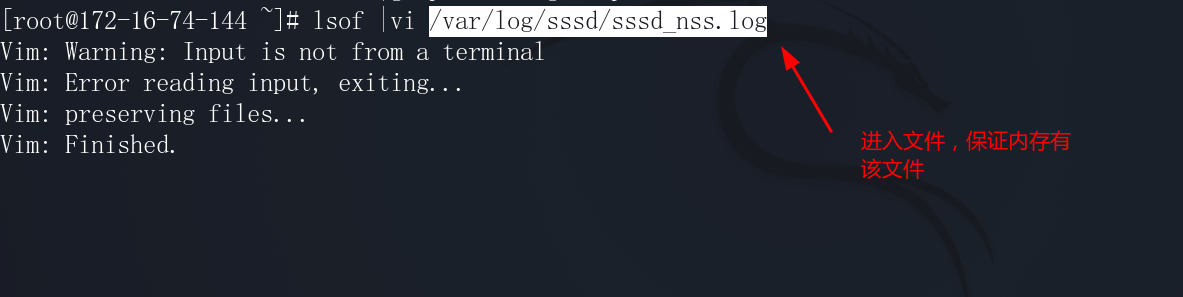 [root@172-16-74-144 ~]# lsof |vi /var/log/sssd/sssd_nss.log
Vim: Warning: Input is not from a terminal
Vim: Error reading input, exiting...
Vim: preserving files...
Vim: Finished.
进入文件，保证内存有
该文件